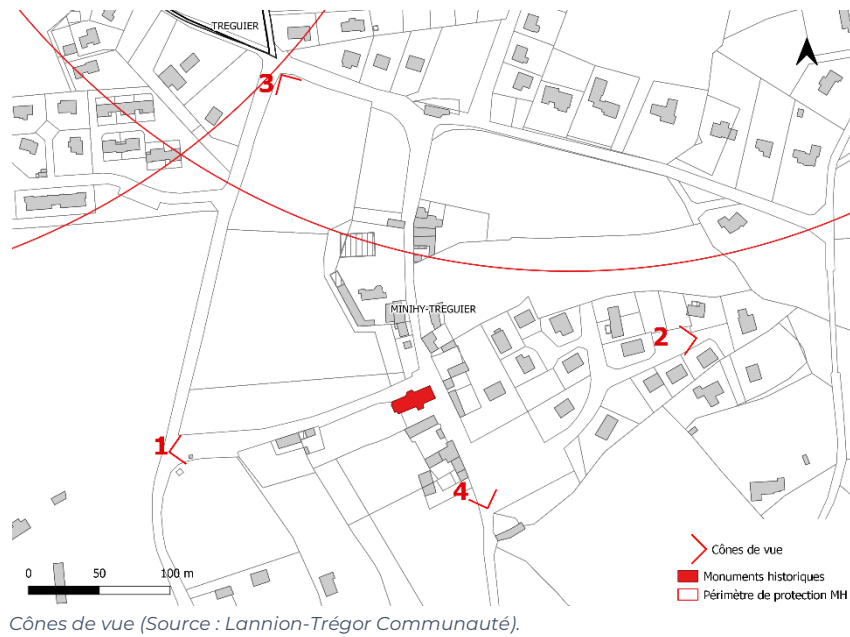 TREGUIER
3
MINIHY-TREGUIER
2
1
4
Cônes de vue
Monuments historiques
Périmètre de protection MH
0 50 100 m
Cônes de vue (Source : Lannion-Trégor Communauté).